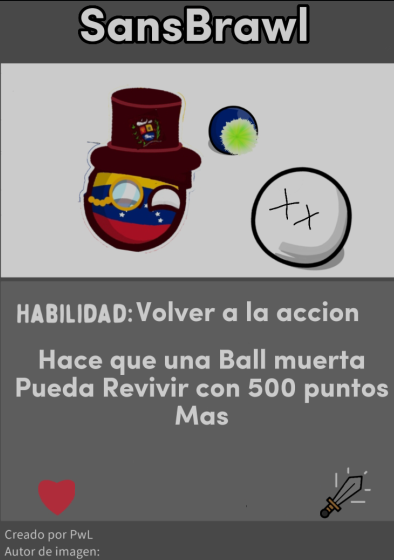 SansBrawl
HABILIDAD: Volver a la accion
Hace que una Ball muerta
Pueda Revivir con 500 puntos
Mas
Creado por PwL
Autor de imagen: